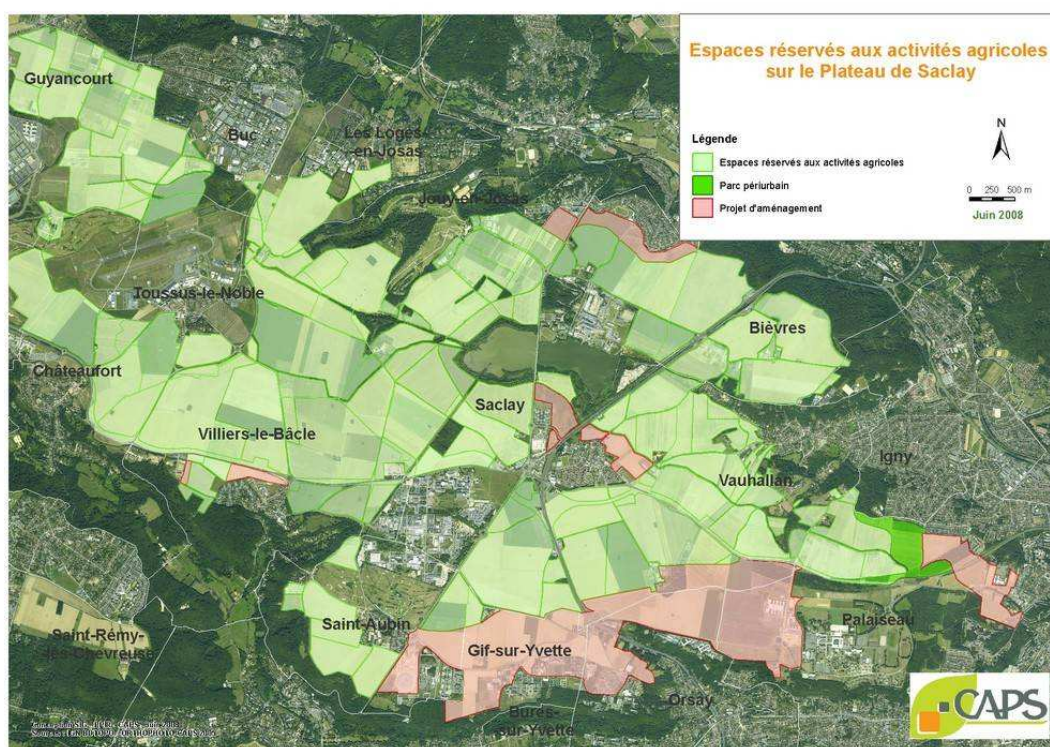 Espaces réservés aux activités agricoles
sur le Plateau de Saclay
Légende
Espaces réservés aux activités agricoles
Parc périurbain
Projet d'aménagement
N
0 250 500 m
Juin 2008
Guyancourt
Buc
Les Loges-
en-Josas
Jouy-en-Josas
Toussus-le-Noble
Bièvres
Châteaufort
Saclay
Villiers-le-Bâcle
Igny
Vauhallan
Saint-Aubin
Palaiseau
Saint-Rémy-
lès-Chevreuse
Gif-sur-Yvette
Orsay
Bures-
sur-Yvette
CAPS